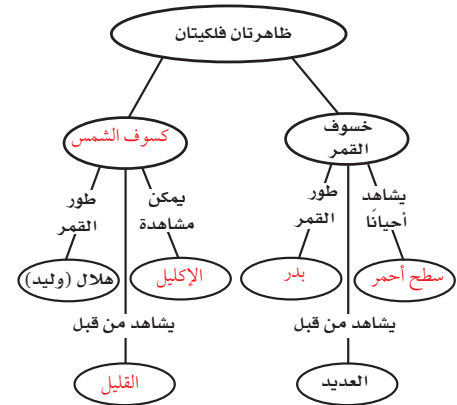 ظاهرتان فلكيتان
خسوف
القمر
كسوف الشمس
يشاهد
أحيانًا
طور
القمر
يمكن
مشاهدة
طور
القمر
سطح أحمر
بدر
الإكليل
هلال (وليد)
يشاهد من قبل
يشاهد من قبل
العديد
القليل